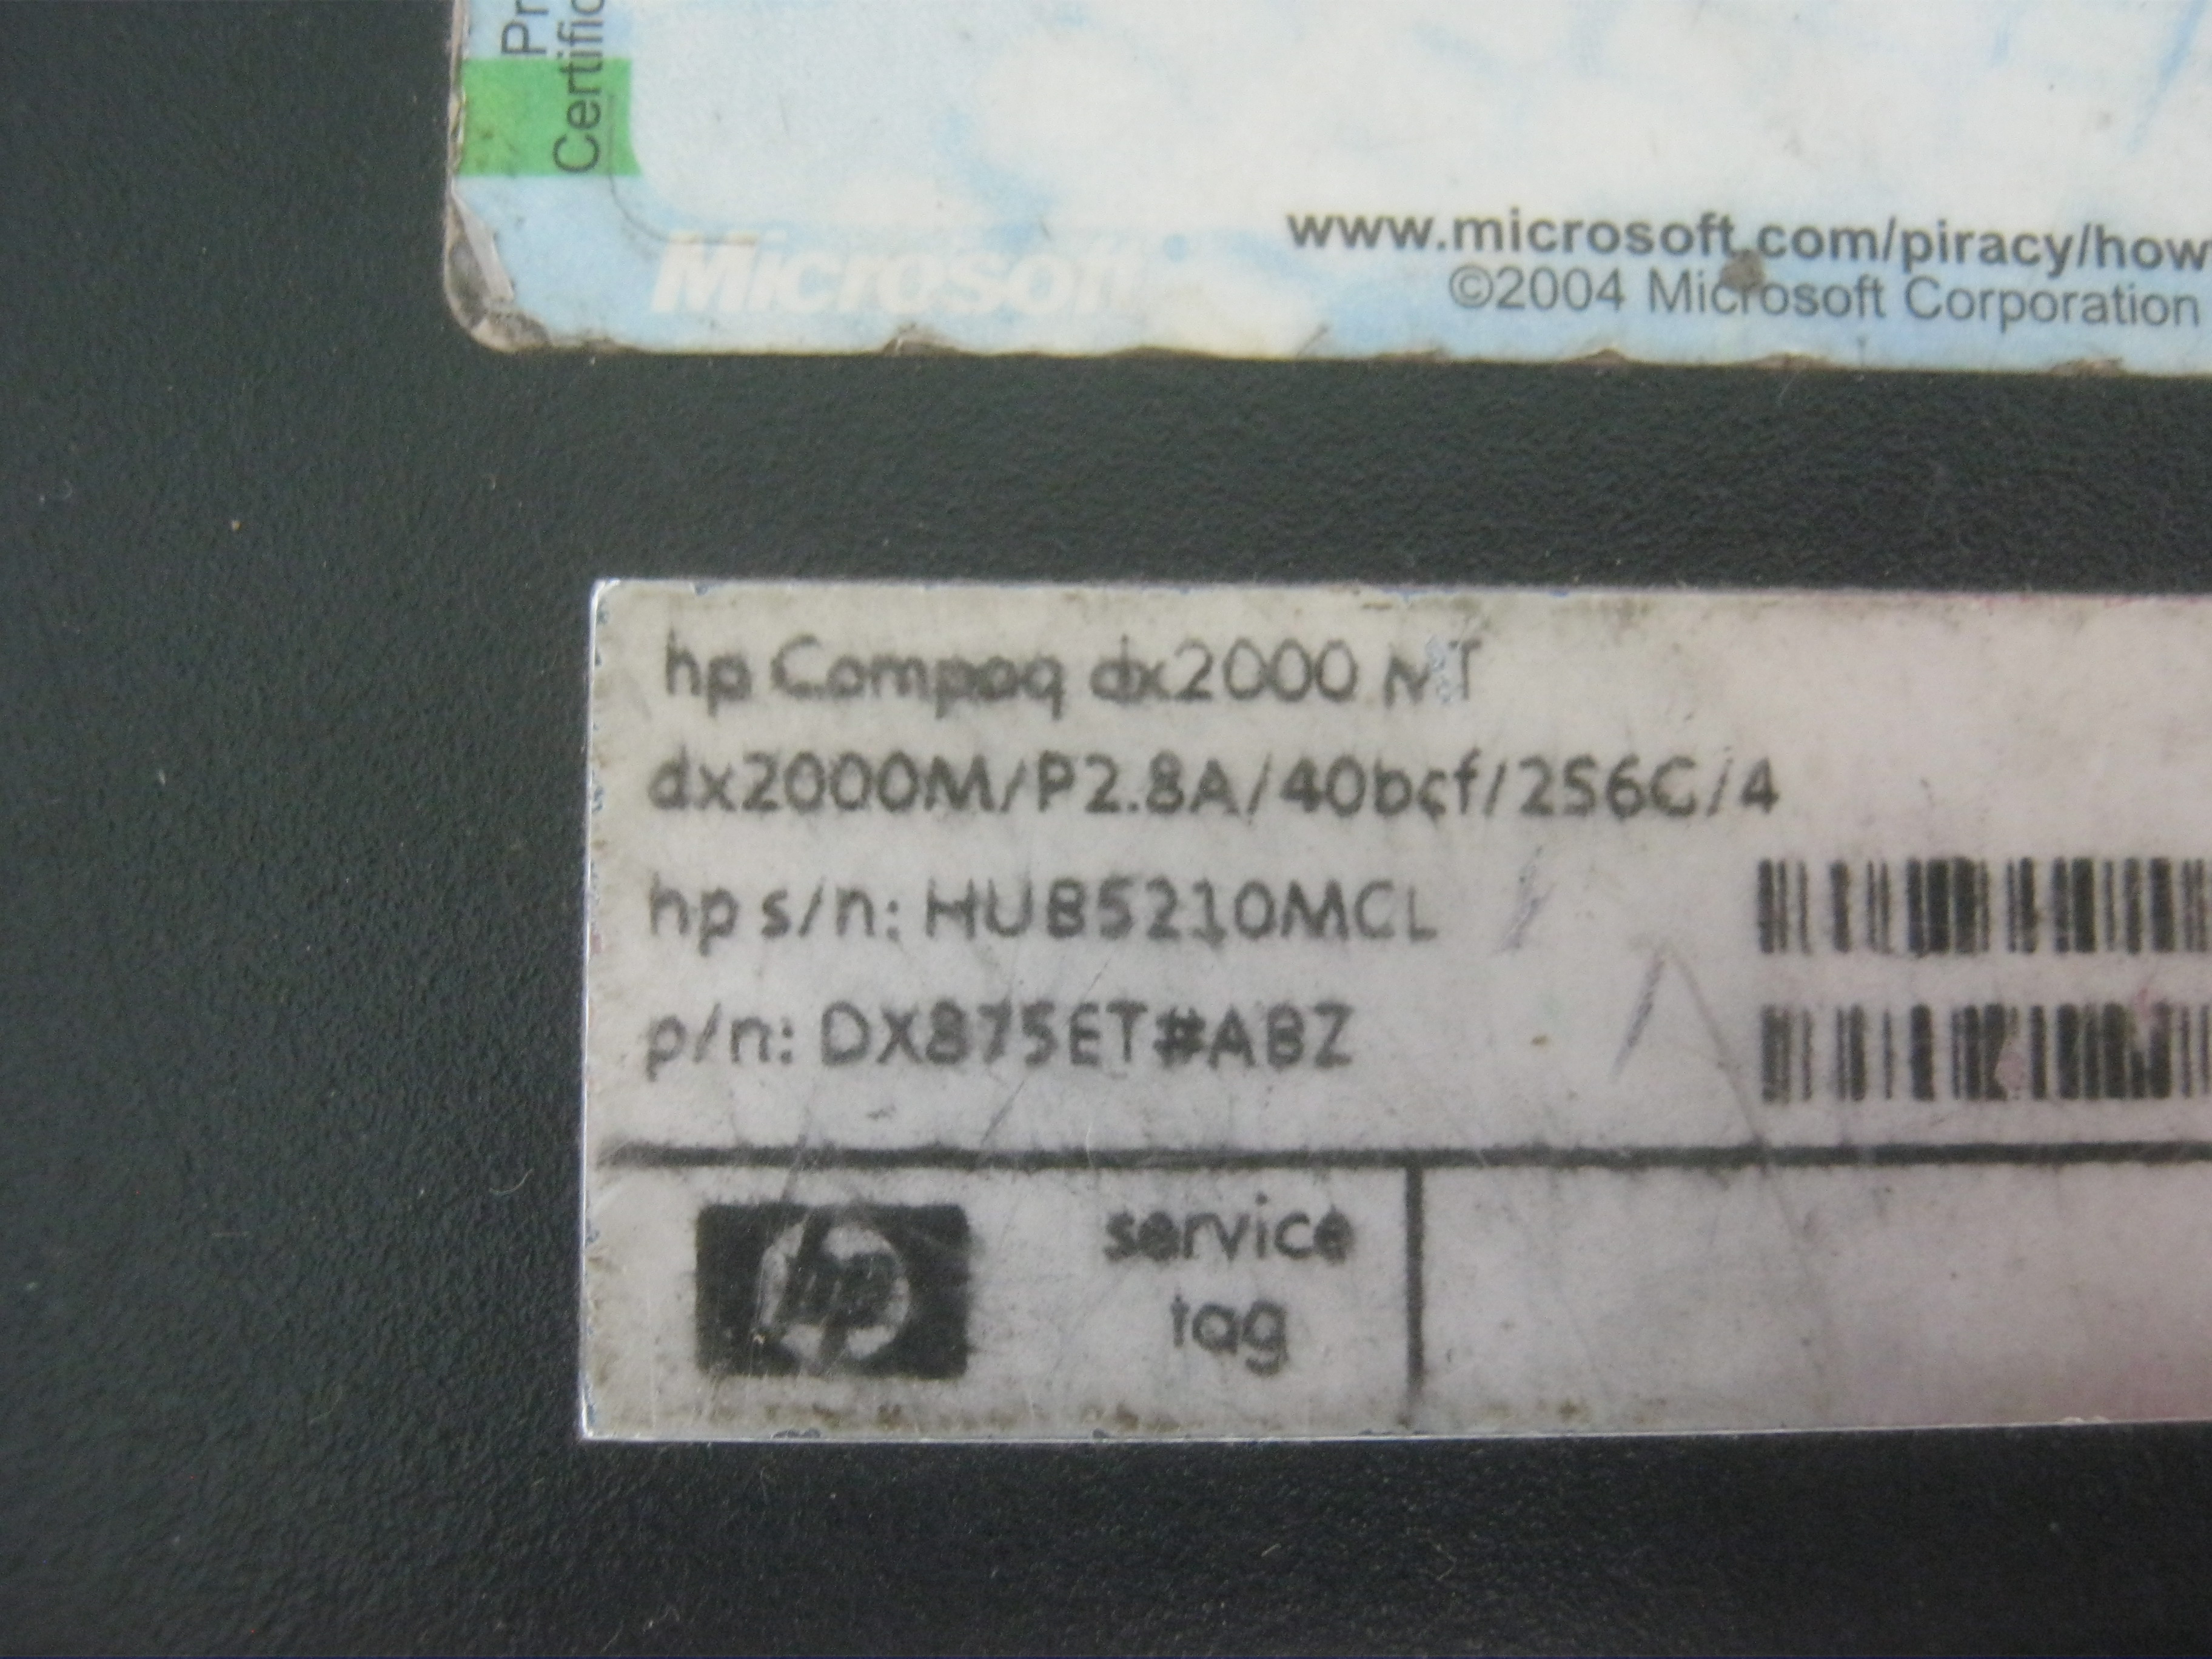 Pr
Certific
Microsoft
www.microsoft.com/piracy/how
©2004 Microsoft Corporation
hp Compaq dx2000 MT
dx2000M/P2.8A/40bcf/256C/4
hp s/n: HUB5210MCL
p/n: DX875ET#ABZ
hp
service
tag